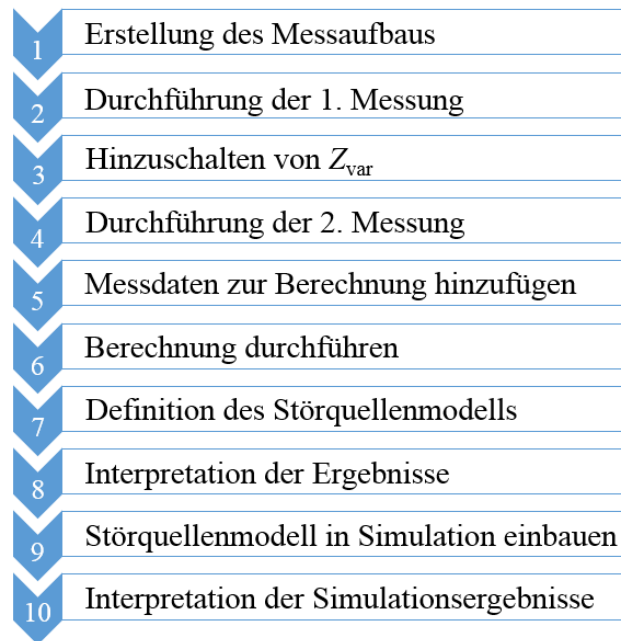 1 Erstellung des Messaufbaus
2 Durchführung der 1. Messung
3 Hinzuschalten von Zvar
4 Durchführung der 2. Messung
5 Messdaten zur Berechnung hinzufügen
6 Berechnung durchführen
7 Definition des Störquellenmodells
8 Interpretation der Ergebnisse
9 Störquellenmodell in Simulation einbauen
10 Interpretation der Simulationsergebnisse